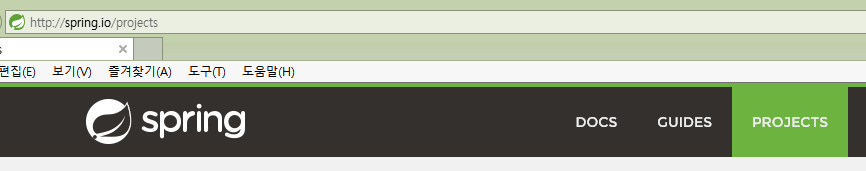 http://spring.io/projects
편집(E) 보기(V) 즐겨찾기(A) 도구(T) 도움말(H)
spring DOCS GUIDES PROJECTS